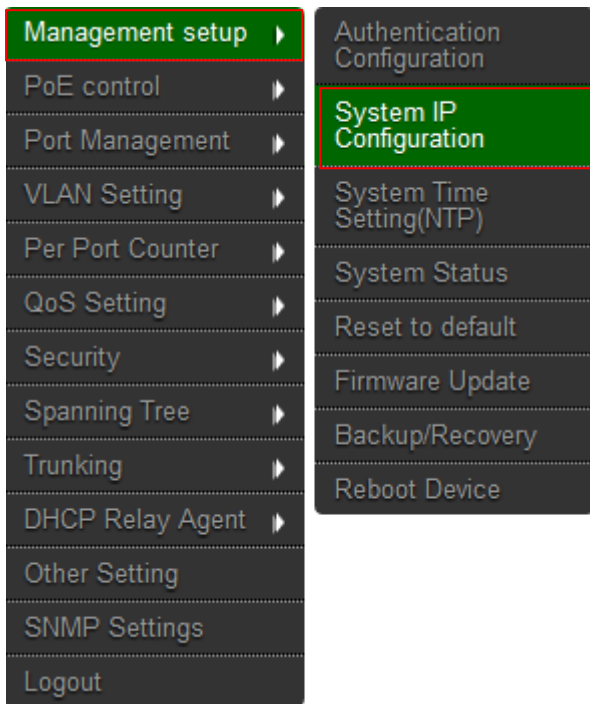 Management setup
PoE control
Port Management
VLAN Setting
Per Port Counter
QoS Setting
Security
Spanning Tree
Trunking
DHCP Relay Agent
Other Setting
SNMP Settings
Logout
Authentication
Configuration
System IP
Configuration
System Time
Setting(NTP)
System Status
Reset to default
Firmware Update
Backup/Recovery
Reboot Device